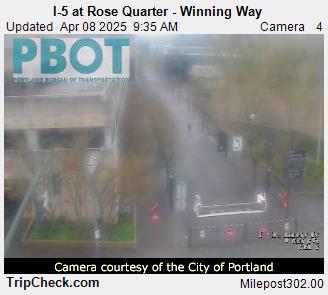 I-5 at Rose Quarter - Winning Way
Updated Apr 08 2025 9:35 AM Camera 4
PBOT
PORTLAND BUREAU OF TRANSPORTATION
Camera courtesy of the City of Portland
TripCheck.com Milepost302.00